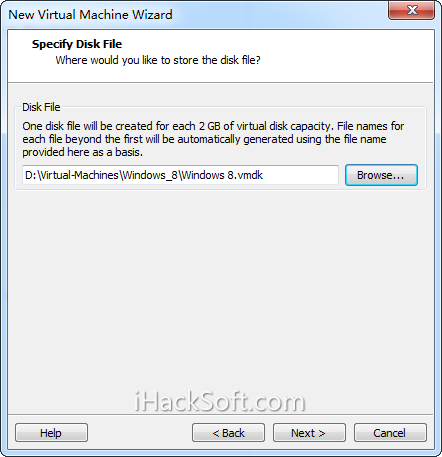 New Virtual Machine Wizard
Specify Disk File
Where would you like to store the disk file?
Disk File
One disk file will be created for each 2 GB of virtual disk capacity. File names for
each file beyond the first will be automatically generated using the file name
provided here as a basis.
D:\Virtual-Machines\Windows_8\Windows 8.vmdk
Browse...
iHackSoft.com
Help
< Back
Next >
Cancel